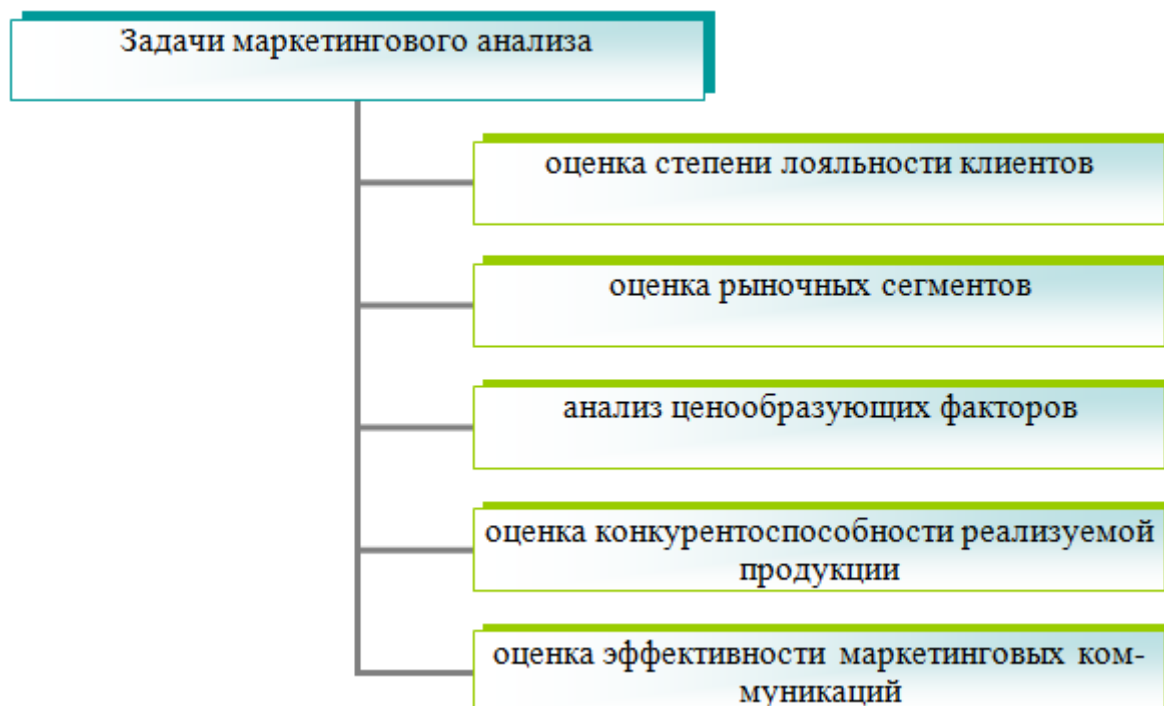 Задачи маркетингового анализа
оценка степени лояльности клиентов
оценка рыночных сегментов
анализ ценообразующих факторов
оценка конкурентоспособности реализуемой
продукции
оценка эффективности маркетинговых ком-
муникаций